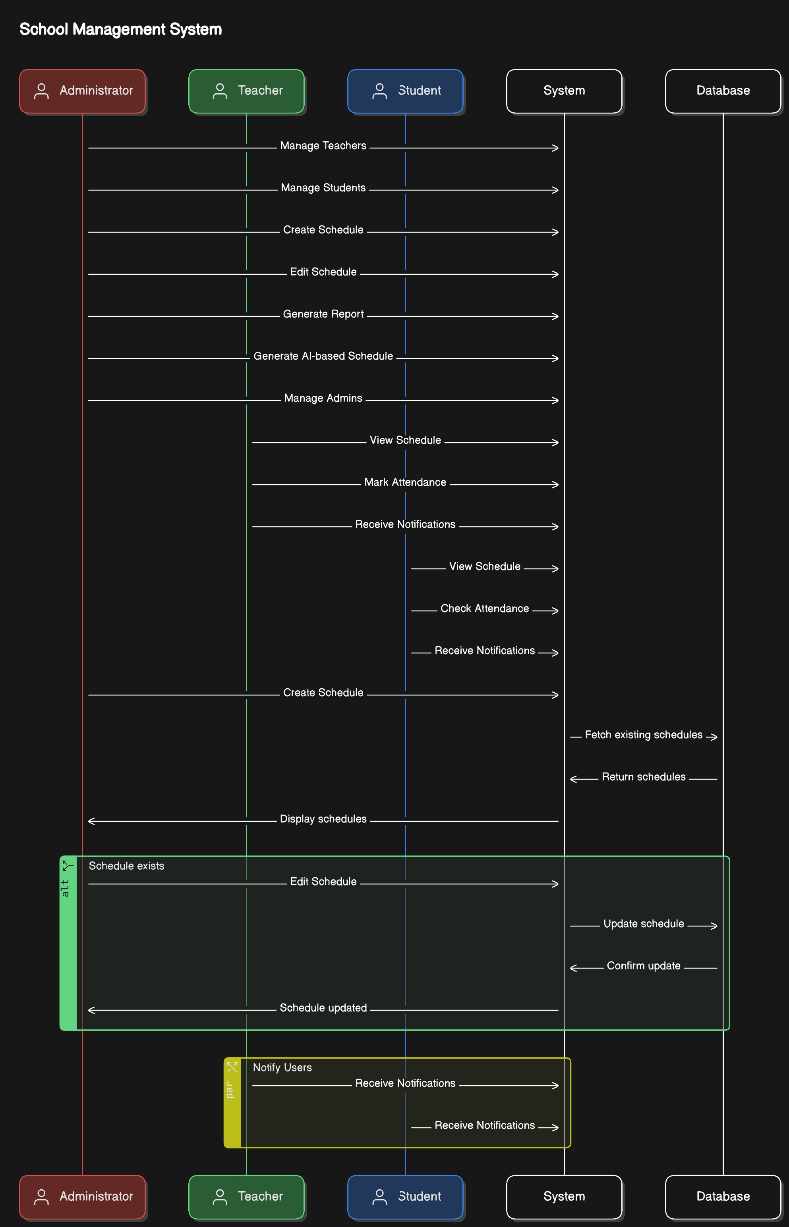 School Management System
Administrator
Teacher
Student
System
Database
Manage Teachers
Manage Students
Create Schedule
Edit Schedule
Generate Report
Generate AI-based Schedule
Manage Admins
View Schedule
Mark Attendance
Receive Notifications
View Schedule
Check Attendance
Receive Notifications
Create Schedule
Fetch existing schedules
Return schedules
Display schedules
alt
Schedule exists
Edit Schedule
Update schedule
Confirm update
Schedule updated
par
Notify Users
Receive Notifications
Receive Notifications
Administrator
Teacher
Student
System
Database